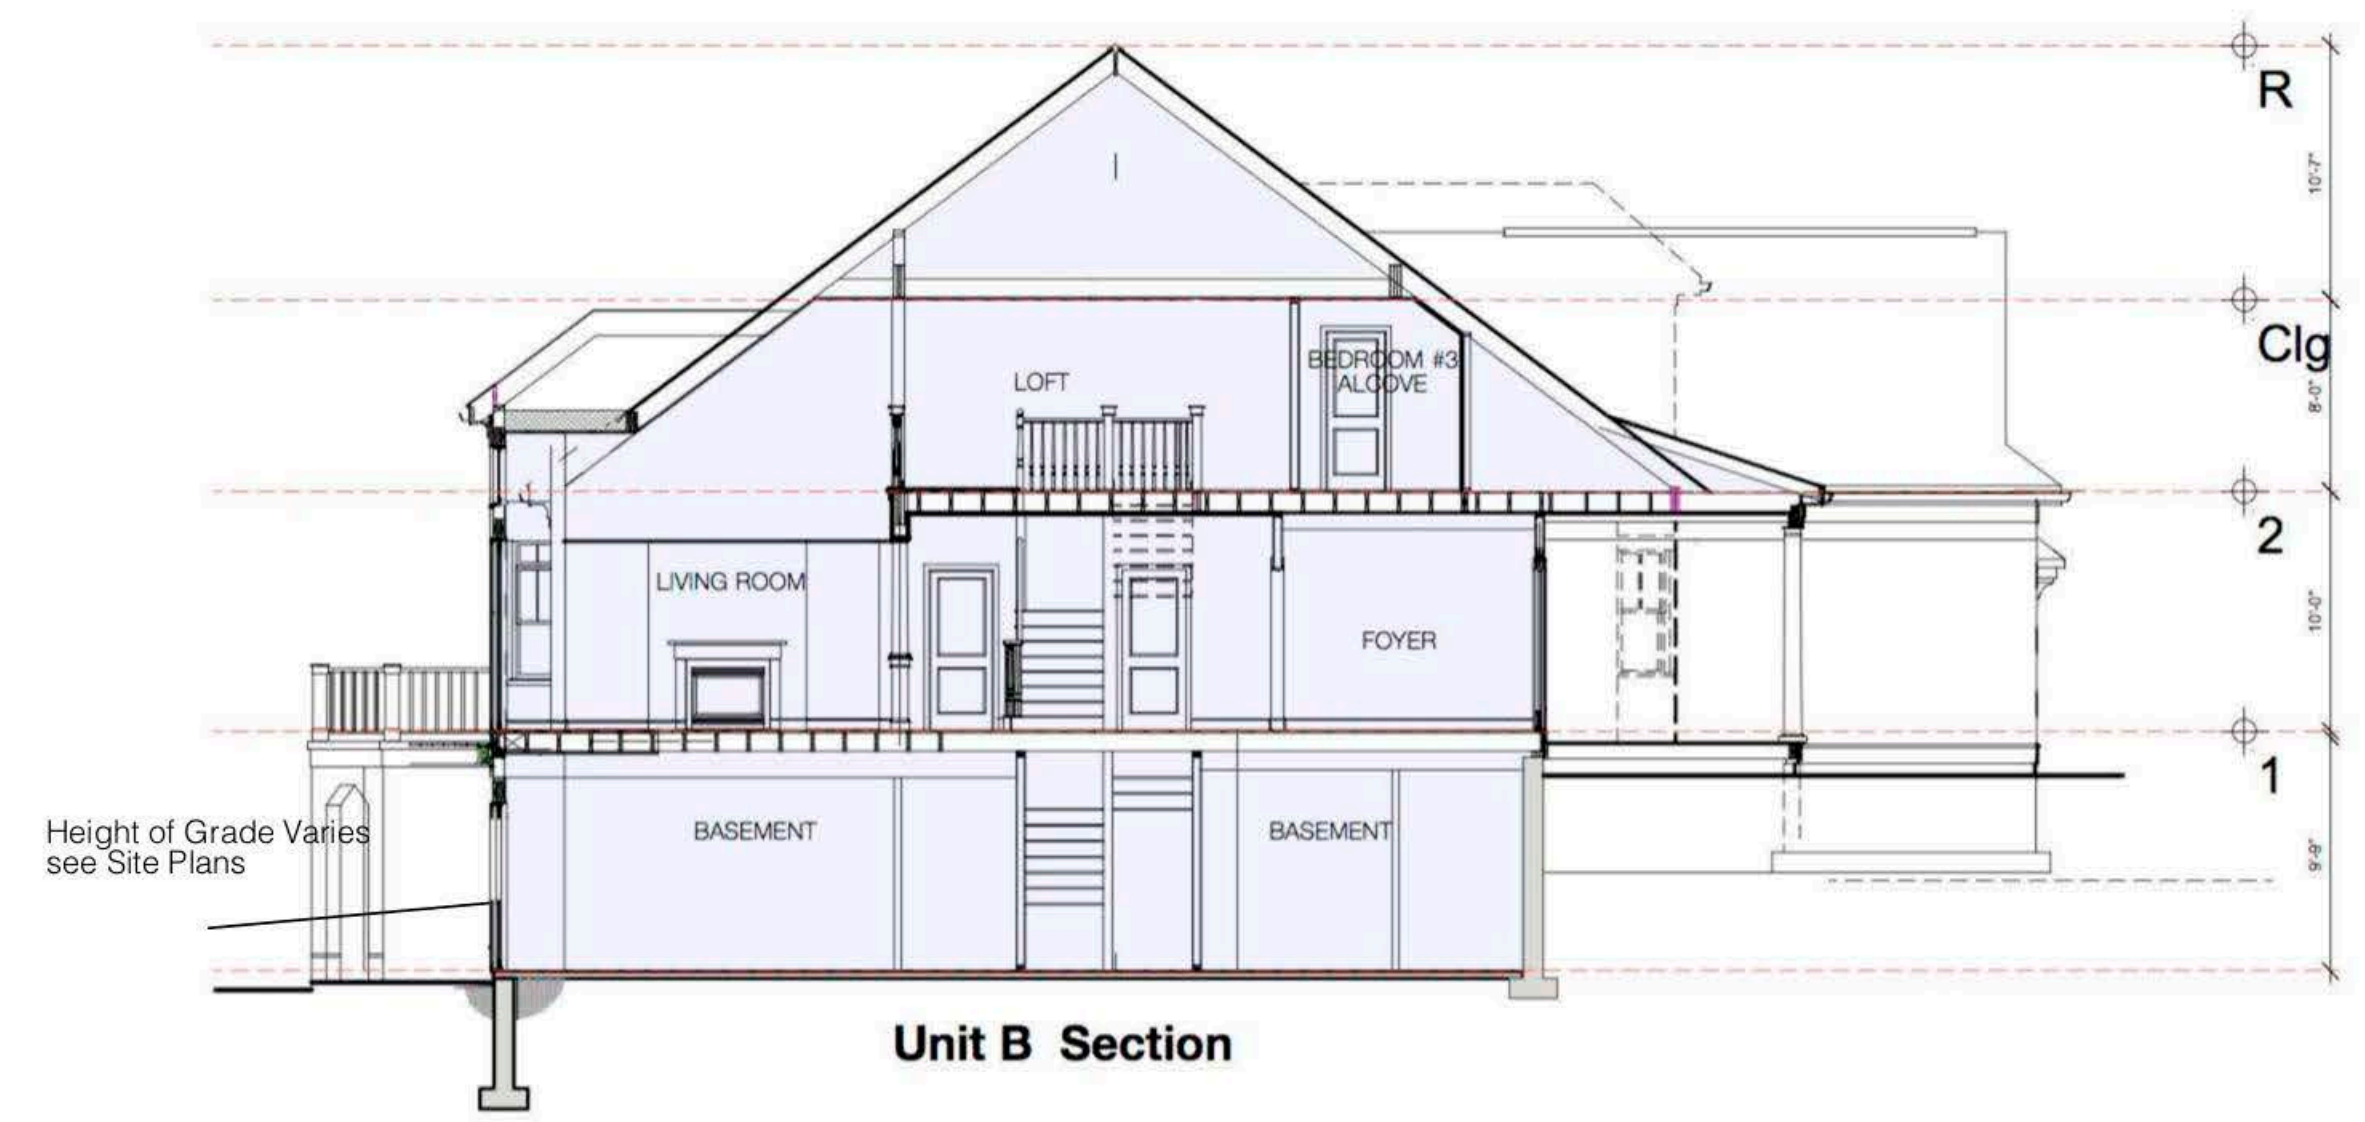 R
10'-7"
Clg
8'-0"
LOFT
BEDROOM #3
ALCOVE
2
LIVING ROOM
FOYER
10'-0"
1
Height of Grade Varies
see Site Plans
BASEMENT
BASEMENT
9'-9"
Unit B Section